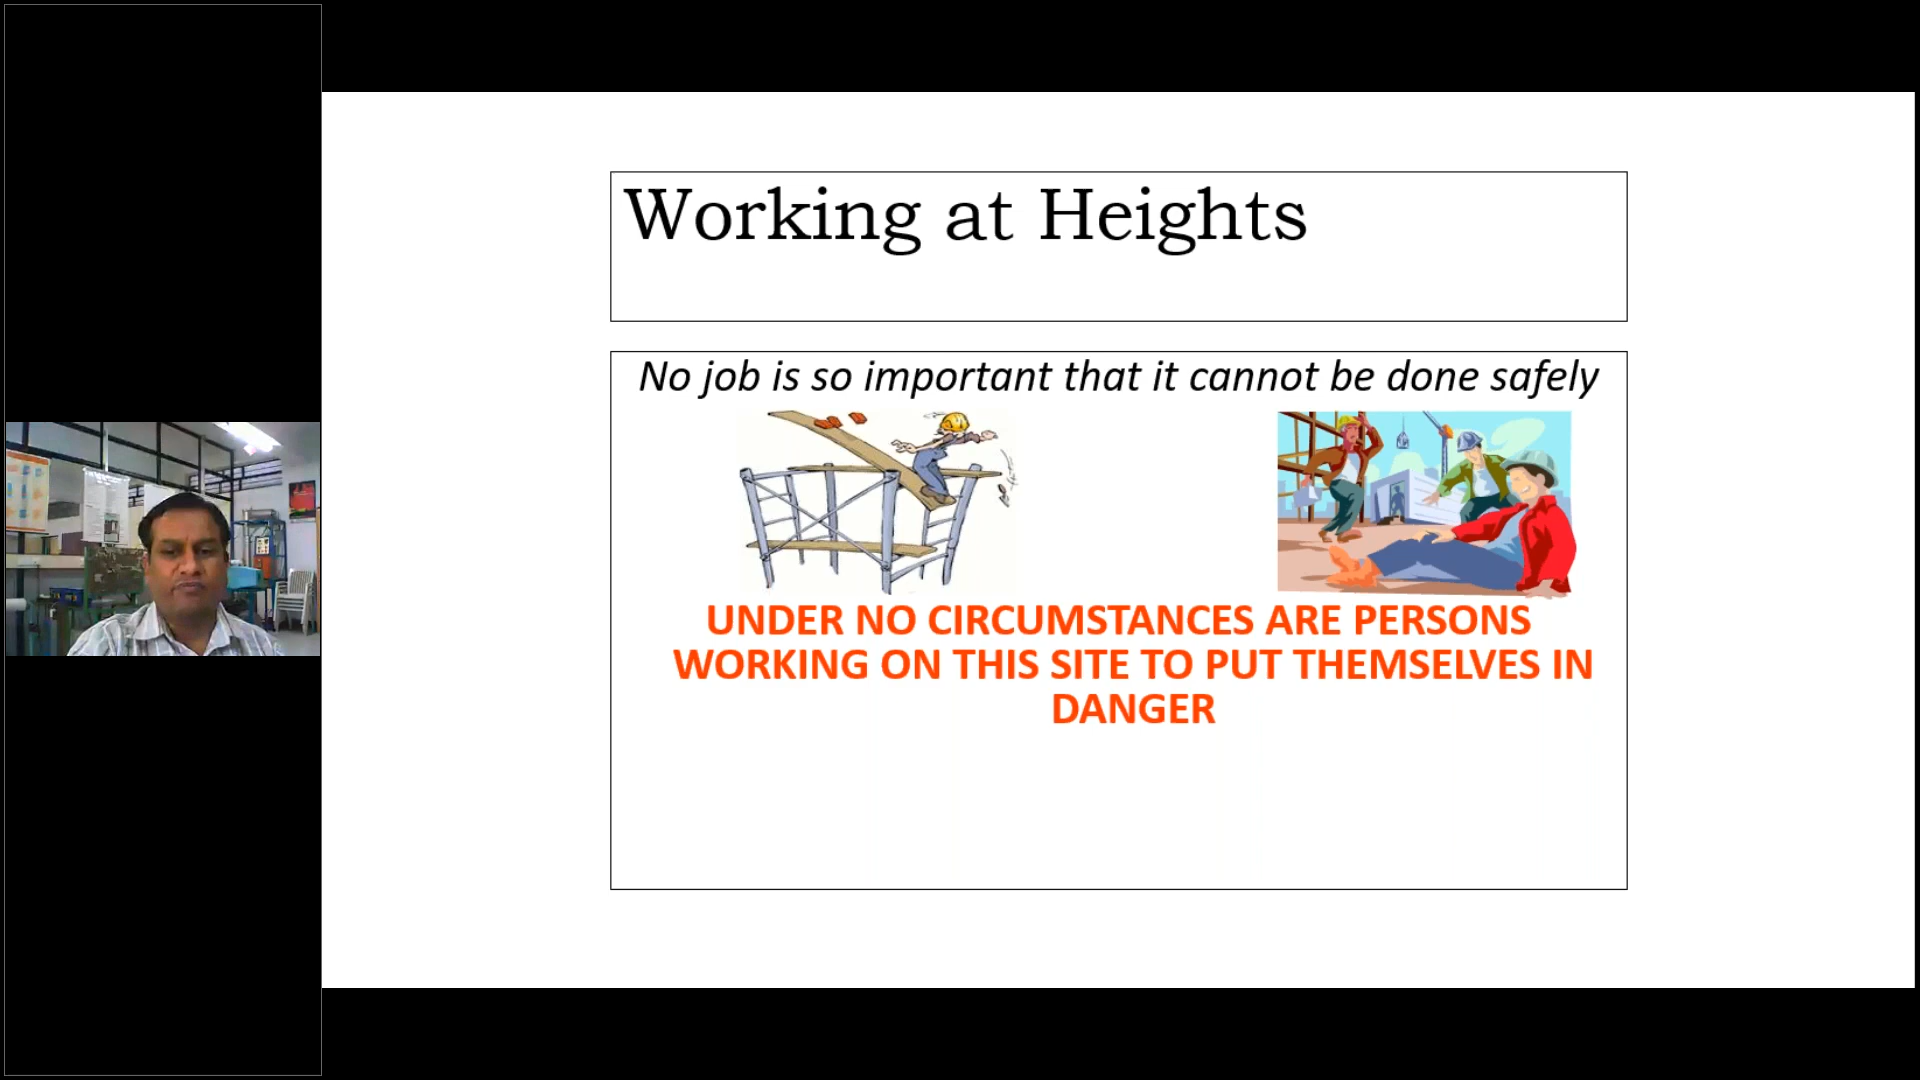 Working at Heights
No job is so important that it cannot be done safely
UNDER NO CIRCUMSTANCES ARE PERSONS
WORKING ON THIS SITE TO PUT THEMSELVES IN
DANGER